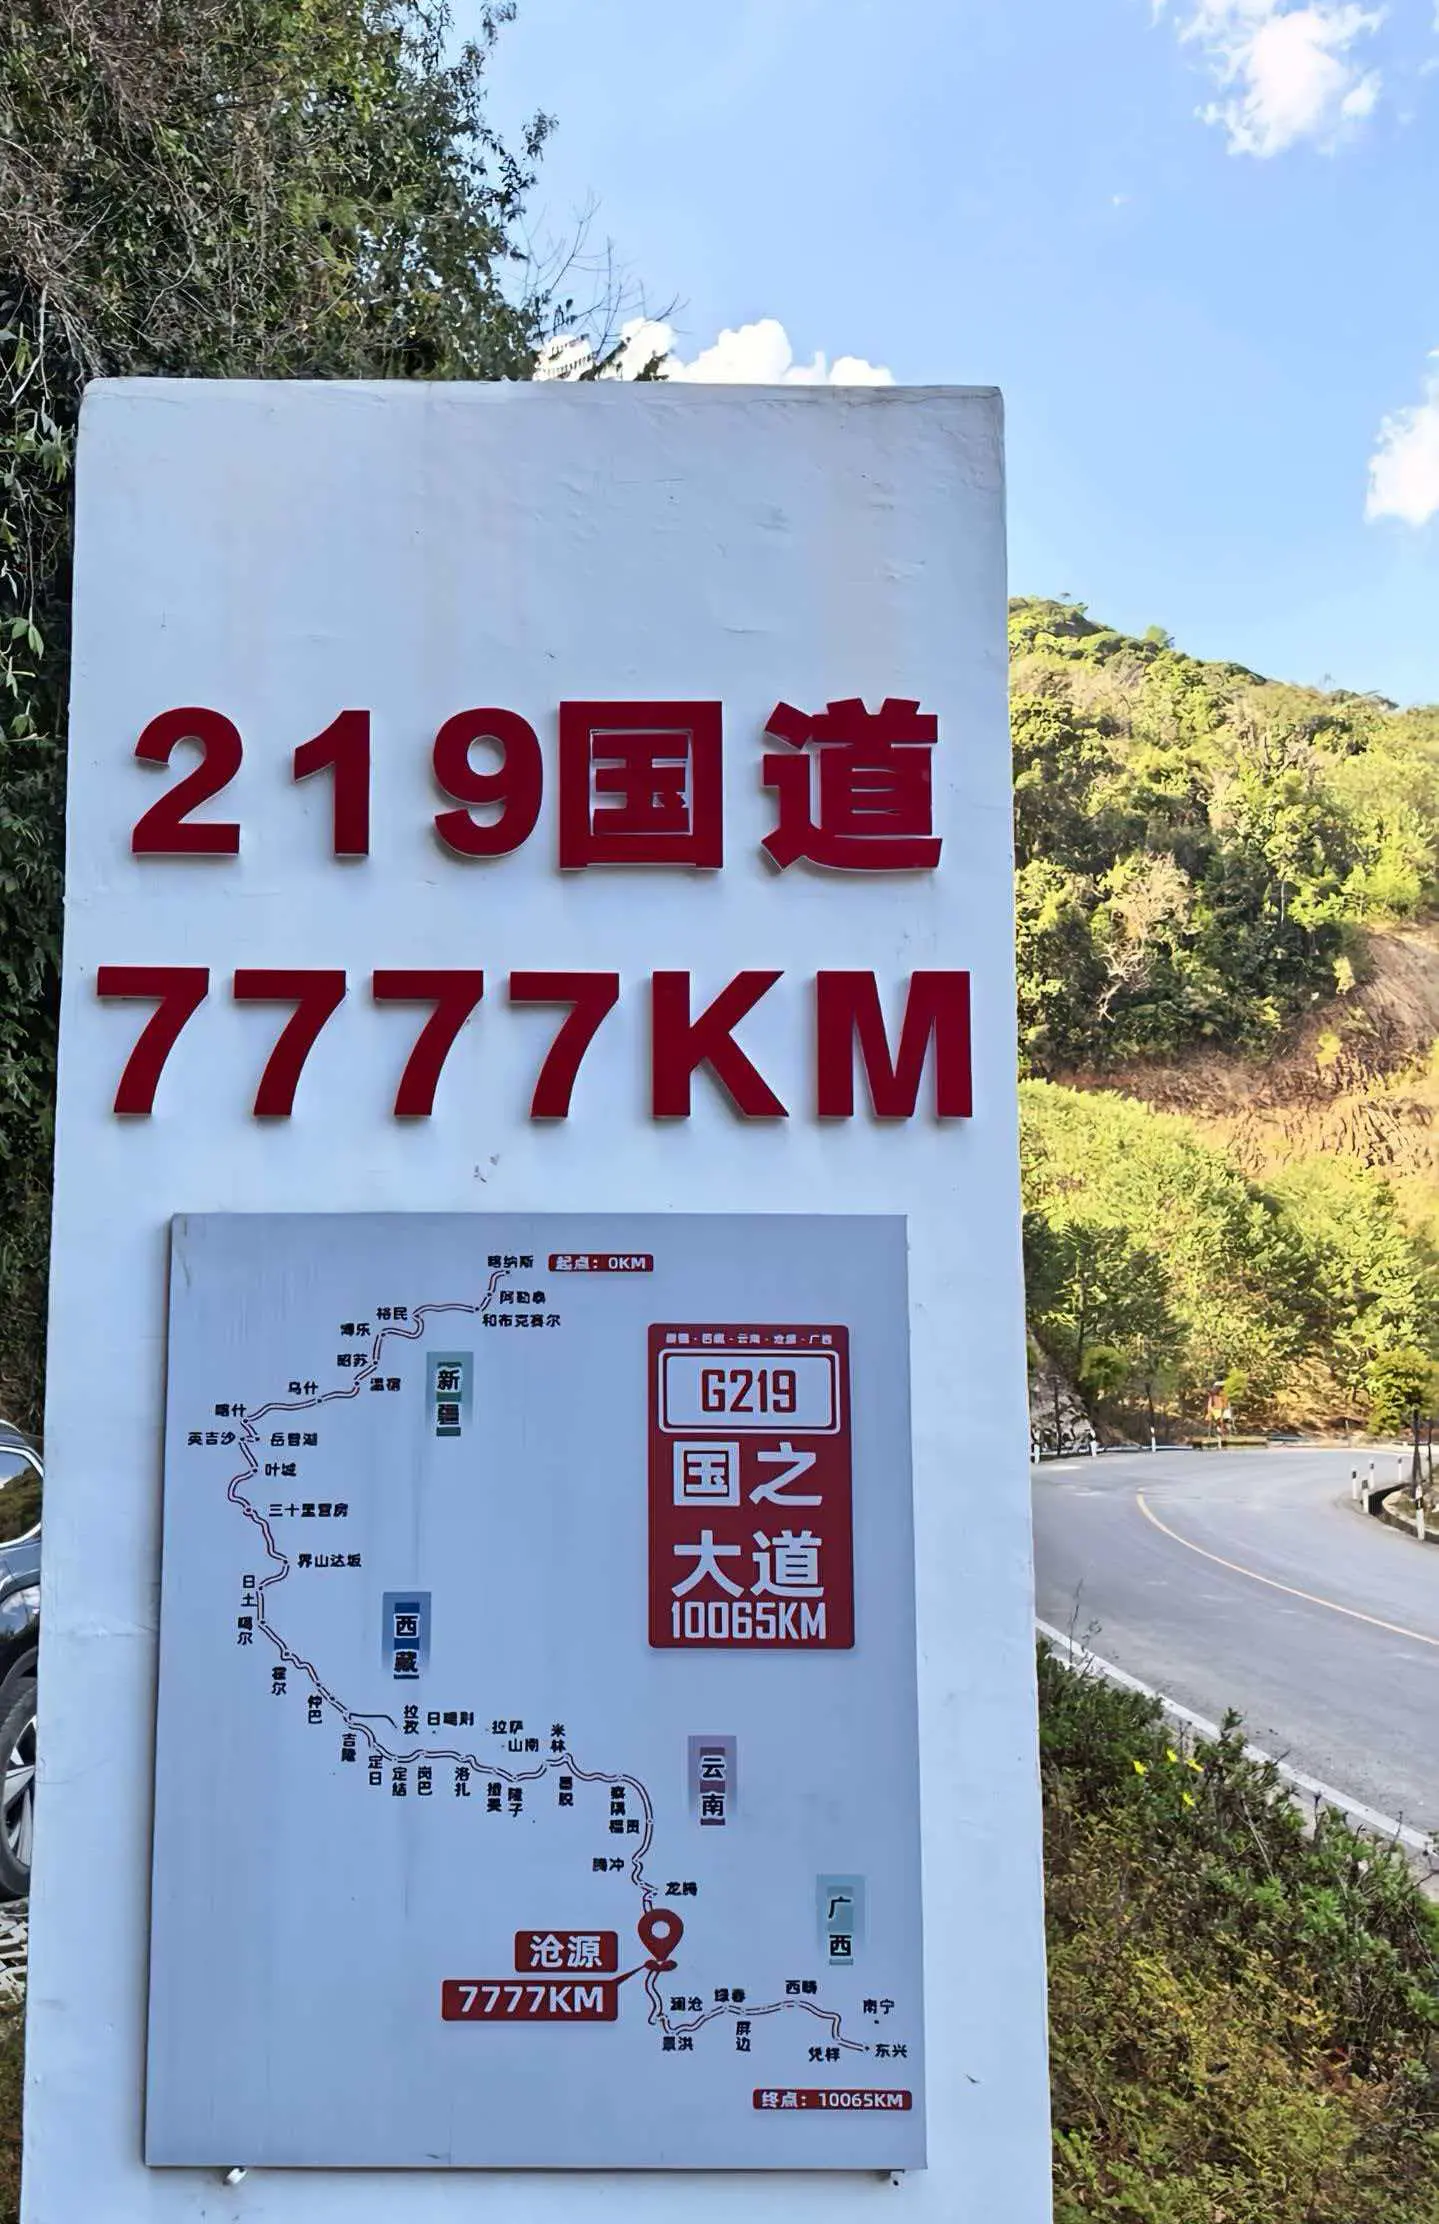 219国道
7777KM
喀纳斯
起点：0KM
阿勒泰
和布克赛尔
裕民
博乐
昭苏
温宿
乌什
喀什
英吉沙
叶城
三十里营房
界山达坂
日土
噶尔
霍尔
仲巴
吉隆
定日
定结
岗巴
洛扎
措美
隆子
拉孜
日喀则
拉萨
山南
米林
墨脱
察隅
福贡
腾冲
新疆
西藏
云南
广西
G219
国之
大道
10065KM
沧源
7777KM
澜沧
景洪
绿春
屏边
西畴
南宁
凭祥
东兴
终点：10065KM